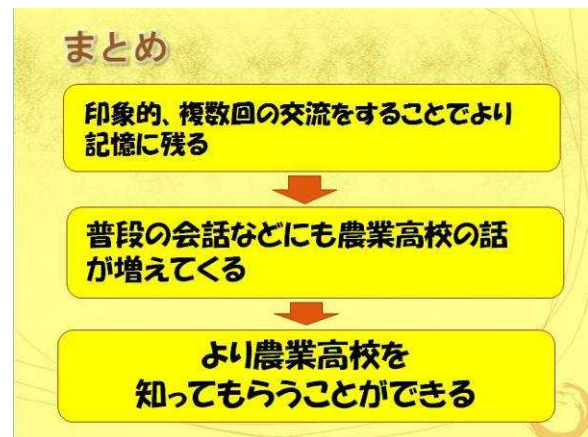 まとめ
印象的、複数回の交流をすることでより
記憶に残る
普段の会話などにも農業高校の話
が増えてくる
より農業高校を
知ってもらうことができる